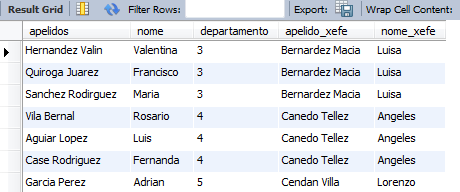 Result Grid Filter Rows: Export: Wrap Cell Content:
apelidos nome departamento apelido_xefe nome_xefe
Hernandez Valin Valentina 3 Bernardez Macia Luisa
Quiroga Juarez Francisco 3 Bernardez Macia Luisa
Sanchez Rodirguez Maria 3 Bernardez Macia Luisa
Vila Bernal Rosario 4 Canedo Tellez Angeles
Aguiar Lopez Luis 4 Canedo Tellez Angeles
Case Rodriguez Fernanda 4 Canedo Tellez Angeles
Garcia Perez Adrian 5 Cendan Villa Lorenzo